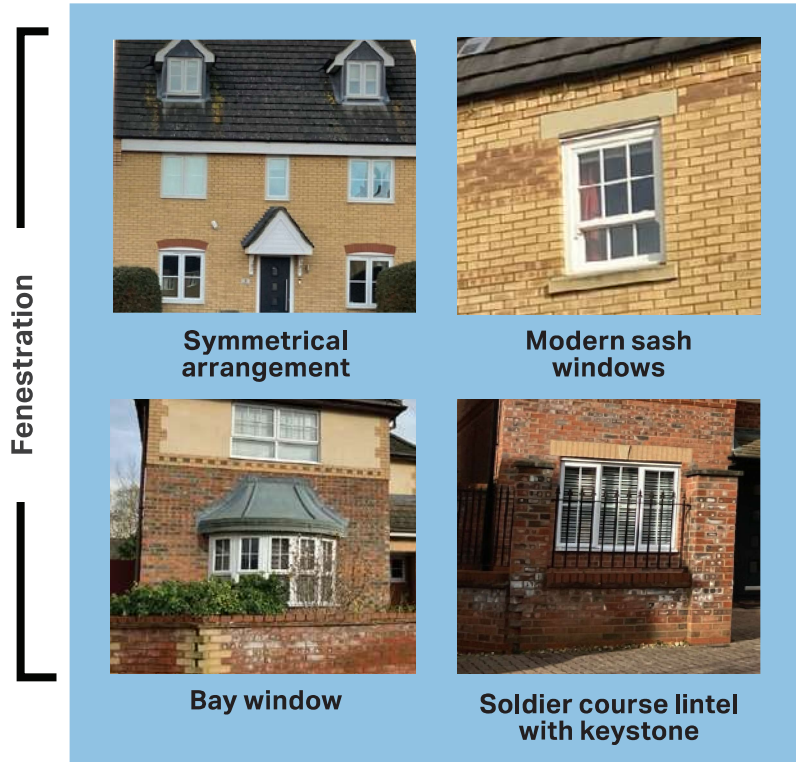 Fenestration
Symmetrical
arrangement
Modern sash
windows
Bay window
Soldier course lintel
with keystone